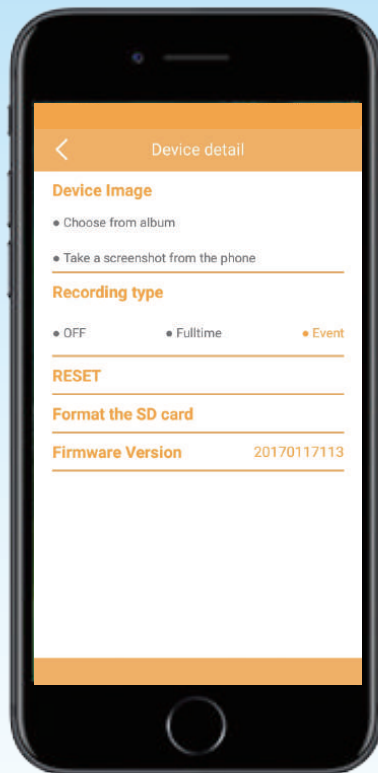 Device detail
Device Image
● Choose from album
● Take a screenshot from the phone
Recording type
● OFF ● Fulltime ● Event
RESET
Format the SD card
Firmware Version 20170117113